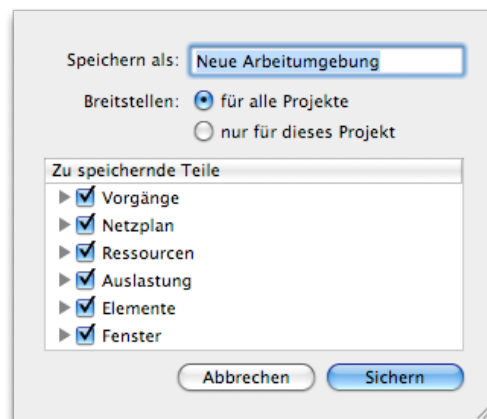 Speichern als: Neue Arbeitumgebung
Breitstellen: für alle Projekte
nur für dieses Projekt
Zu speichernde Teile
Vorgänge
Netzplan
Ressourcen
Auslastung
Elemente
Fenster
Abbrechen Sichern